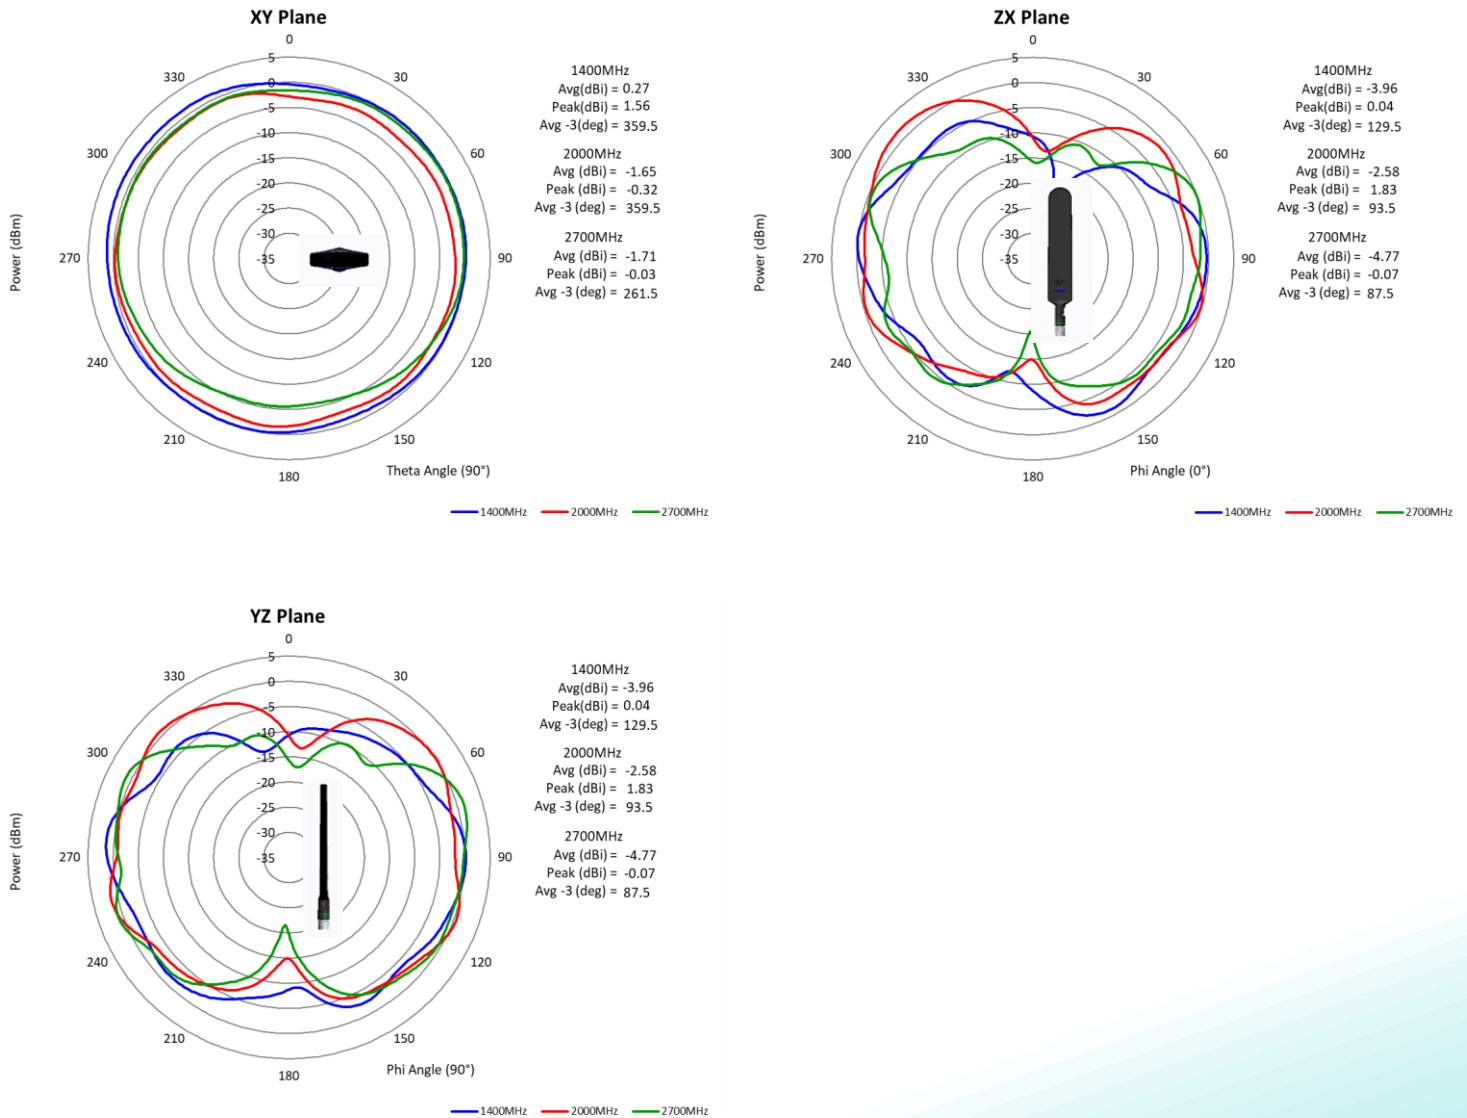 XY Plane
0
330
30
300
60
270
90
240
120
210
150
180
5
0
-5
-10
-15
-20
-25
-30
-35
Power (dBm)
Theta Angle (90°)
1400MHz
Avg(dBi) = 0.27
Peak(dBi) = 1.56
Avg -3(deg) = 359.5
2000MHz
Avg (dBi) = -1.65
Peak (dBi) = -0.32
Avg -3 (deg) = 359.5
2700MHz
Avg (dBi) = -1.71
Peak (dBi) = -0.03
Avg -3 (deg) = 261.5
1400MHz 2000MHz 2700MHz
ZX Plane
0
330
30
300
60
270
90
240
120
210
150
180
5
0
-5
-10
-15
-20
-25
-30
-35
Power (dBm)
Phi Angle (0°)
1400MHz
Avg(dBi) = -3.96
Peak(dBi) = 0.04
Avg -3(deg) = 129.5
2000MHz
Avg (dBi) = -2.58
Peak (dBi) = 1.83
Avg -3 (deg) = 93.5
2700MHz
Avg (dBi) = -4.77
Peak (dBi) = -0.07
Avg -3 (deg) = 87.5
1400MHz 2000MHz 2700MHz
YZ Plane
0
330
30
300
60
270
90
240
120
210
150
180
5
0
-5
-10
-15
-20
-25
-30
-35
Power (dBm)
Phi Angle (90°)
1400MHz
Avg(dBi) = -3.96
Peak(dBi) = 0.04
Avg -3(deg) = 129.5
2000MHz
Avg (dBi) = -2.58
Peak (dBi) = 1.83
Avg -3 (deg) = 93.5
2700MHz
Avg (dBi) = -4.77
Peak (dBi) = -0.07
Avg -3 (deg) = 87.5
1400MHz 2000MHz 2700MHz